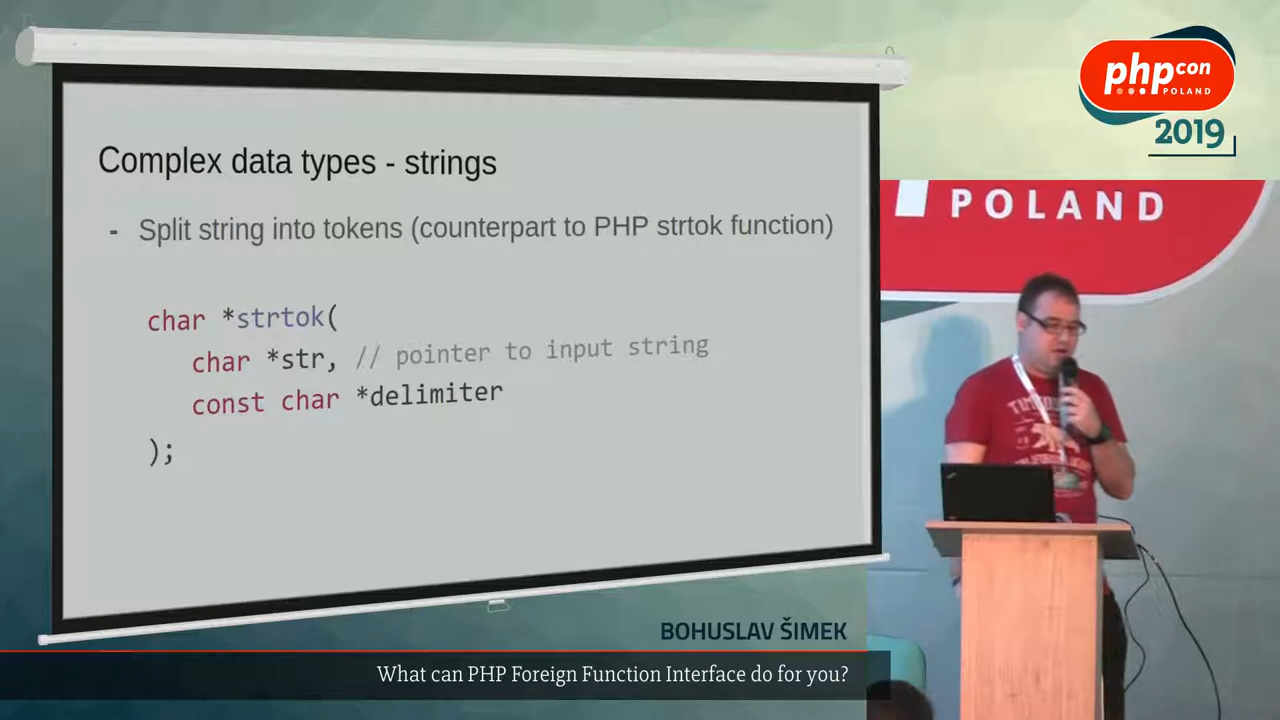 phpcon
POLAND
2019
POLAND
Complex data types - strings
- Split string into tokens (counterpart to PHP strtok function)
char *strtok(
char *str, // pointer to input string
const char *delimiter
);
BOHUSLAV ŠIMEK
What can PHP Foreign Function Interface do for you?